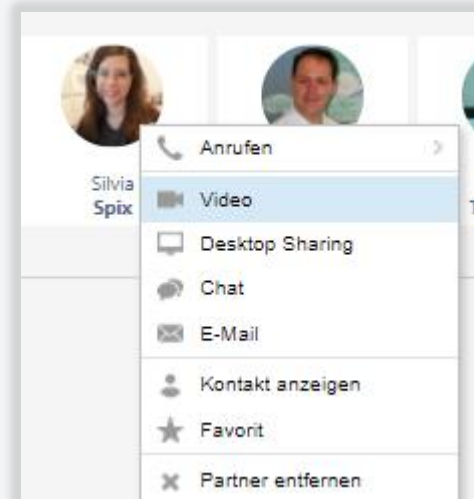 Silvia
Spix
Anrufen
Video
Desktop Sharing
Chat
E-Mail
Kontakt anzeigen
Favorit
Partner entfernen